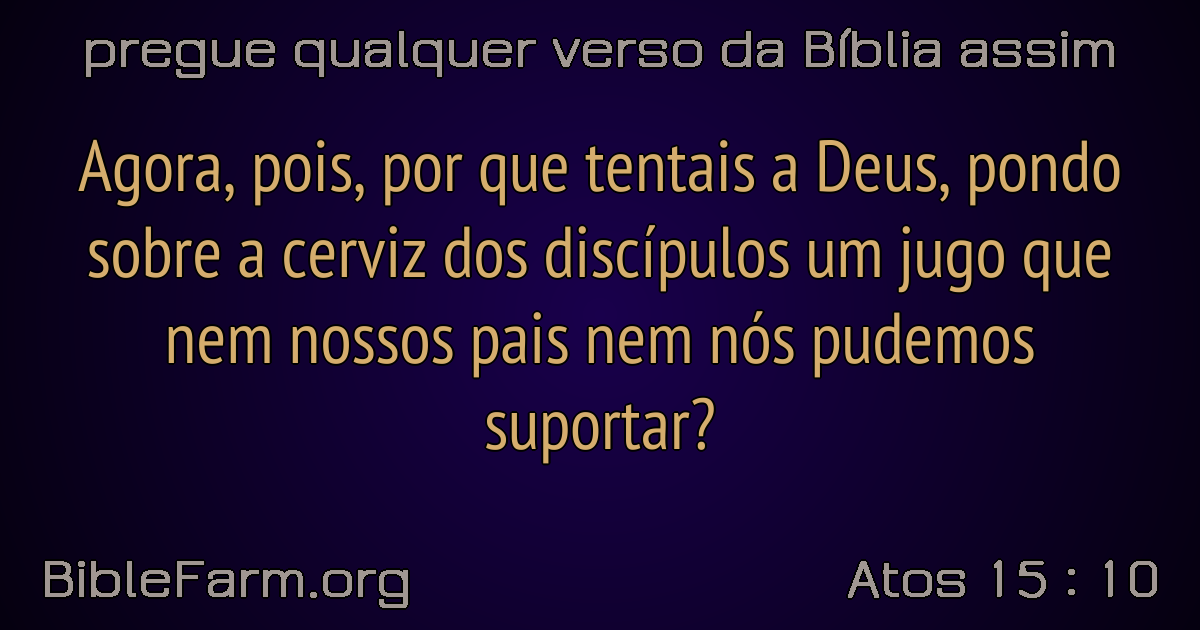 pregue qualquer verso da Bíblia assim
Agora, pois, por que tentais a Deus, pondo
sobre a cerviz dos discípulos um jugo que
nem nossos pais nem nós pudemos
suportar?
BibleFarm.org
Atos 15 : 10